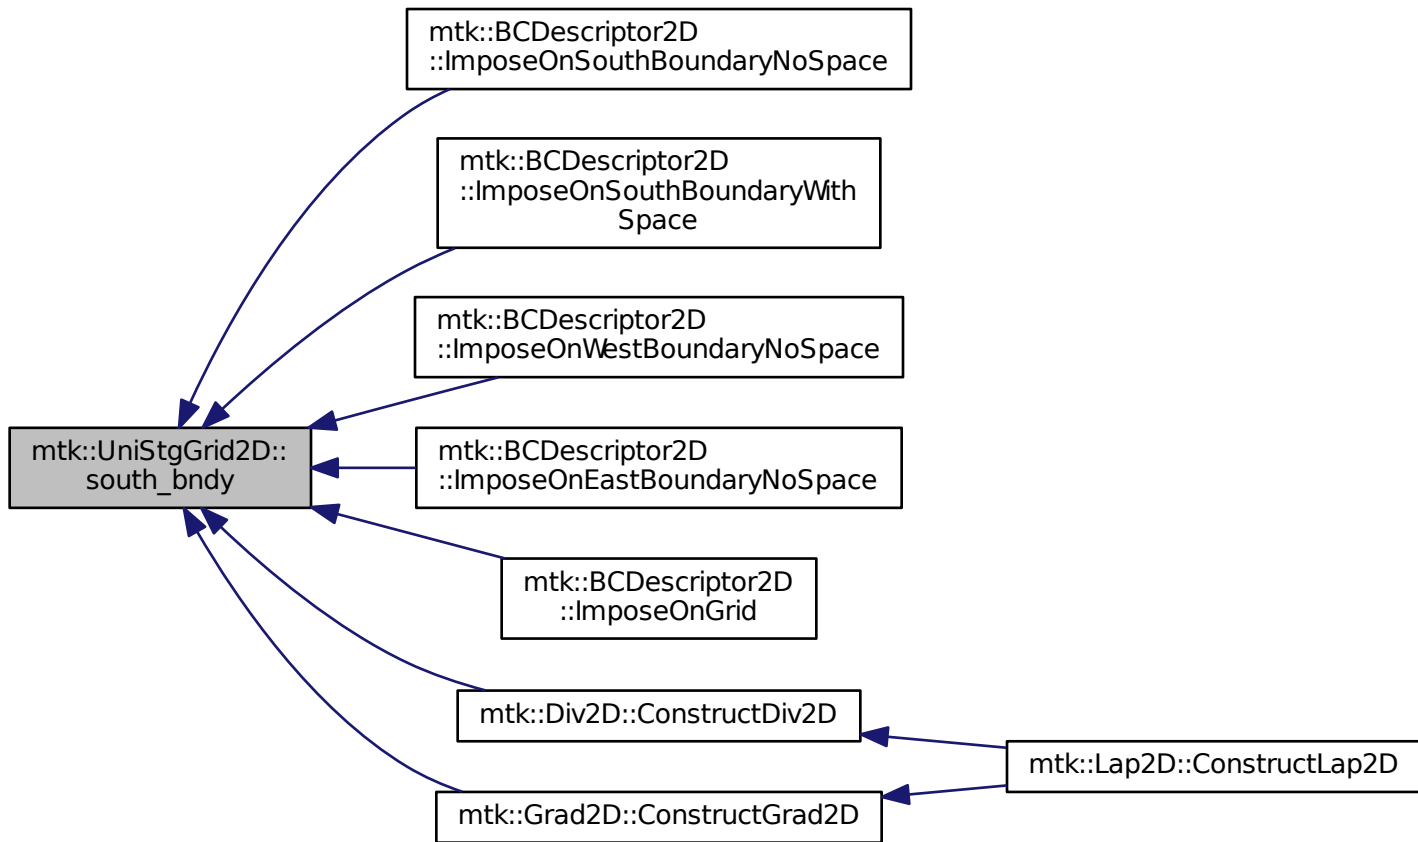 mtk::BCDescriptor2D
::ImposeOnSouthBoundaryNoSpace
mtk::BCDescriptor2D
::ImposeOnSouthBoundaryWith
Space
mtk::BCDescriptor2D
::ImposeOnWestBoundaryNoSpace
mtk::UniStgGrid2D::
south_bndy
mtk::BCDescriptor2D
::ImposeOnEastBoundaryNoSpace
mtk::BCDescriptor2D
::ImposeOnGrid
mtk::Div2D::ConstructDiv2D
mtk::Lap2D::ConstructLap2D
mtk::Grad2D::ConstructGrad2D